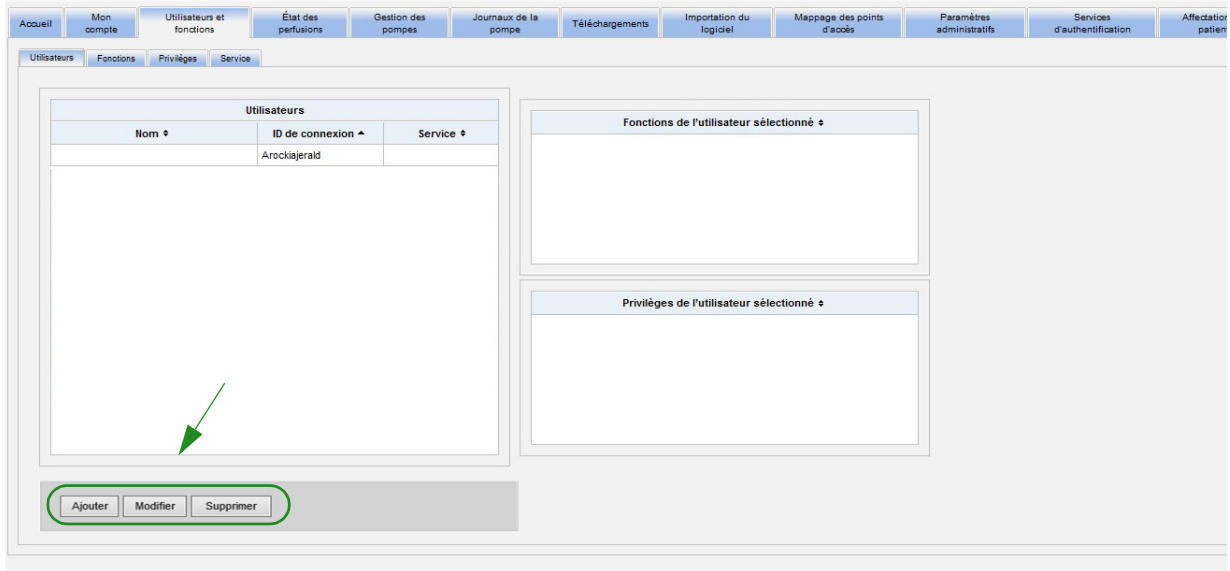 Accueil
Mon compte
Utilisateurs et fonctions
État des perfusions
Gestion des pompes
Journaux de la pompe
Téléchargements
Importation du logiciel
Mappage des points d'accès
Paramètres administratifs
Services d'authentification
Affectation patient
Utilisateurs Fonctions Privilèges Service
Utilisateurs
Nom ID de connexion Service
Arockiajerald
Fonctions de l'utilisateur sélectionné
Privilèges de l'utilisateur sélectionné
Ajouter Modifier Supprimer